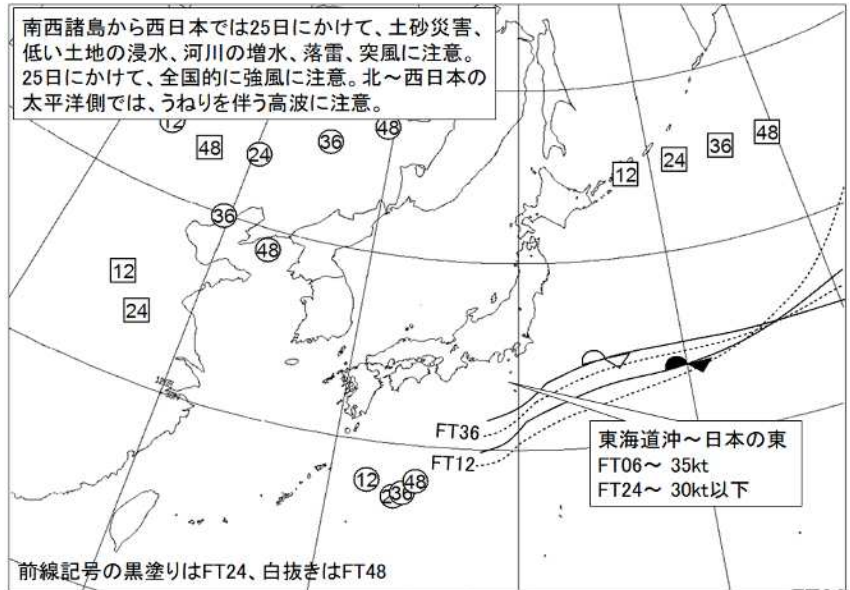 南西諸島から西日本では25日にかけて、土砂災害、
低い土地の浸水、河川の増水、落雷、突風に注意。
25日にかけて、全国的に強風に注意。北～西日本の
太平洋側では、うねりを伴う高波に注意。
12
48
24
36
48
12
24
36
48
36
48
12
24
FT36
FT12
東海道沖～日本の東
FT06～ 35kt
FT24～ 30kt以下
12
36
48
前線記号の黒塗りはFT24、白抜きはFT48